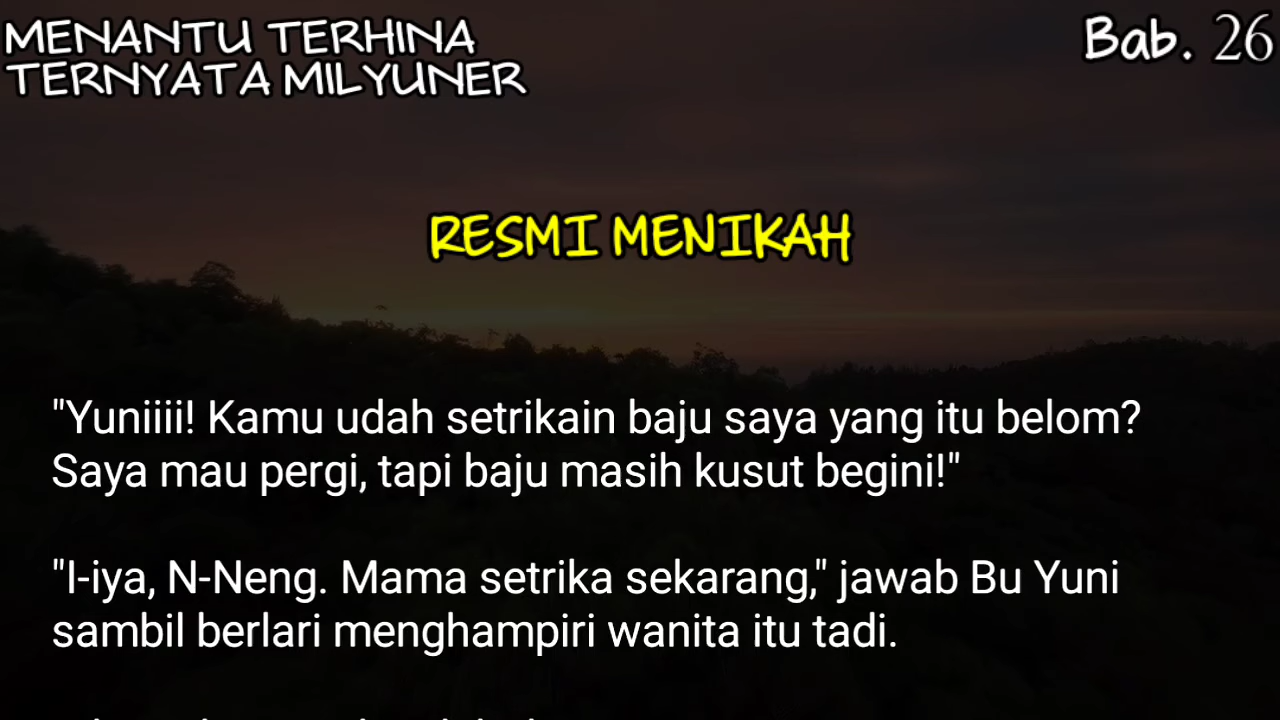 MENANTU TERHINA
TERNYATA MILYUNER
Bab. 26
RESMI MENIKAH
"Yuniiii! Kamu udah setrikain baju saya yang itu belom?
Saya mau pergi, tapi baju masih kusut begini!"
"I-iya, N-Neng. Mama setrika sekarang," jawab Bu Yuni
sambil berlari menghampiri wanita itu tadi.